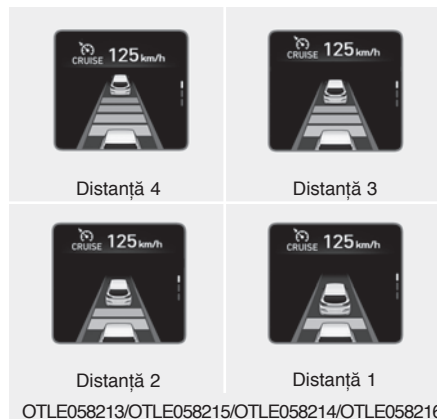 CRUISE 125 km/h
CRUISE 125 km/h
Distanță 4
Distanță 3
CRUISE 125 km/h
CRUISE 125 km/h
Distanță 2
Distanță 1
OTLE058213/OTLE058215/OTLE058214/OTLE058216